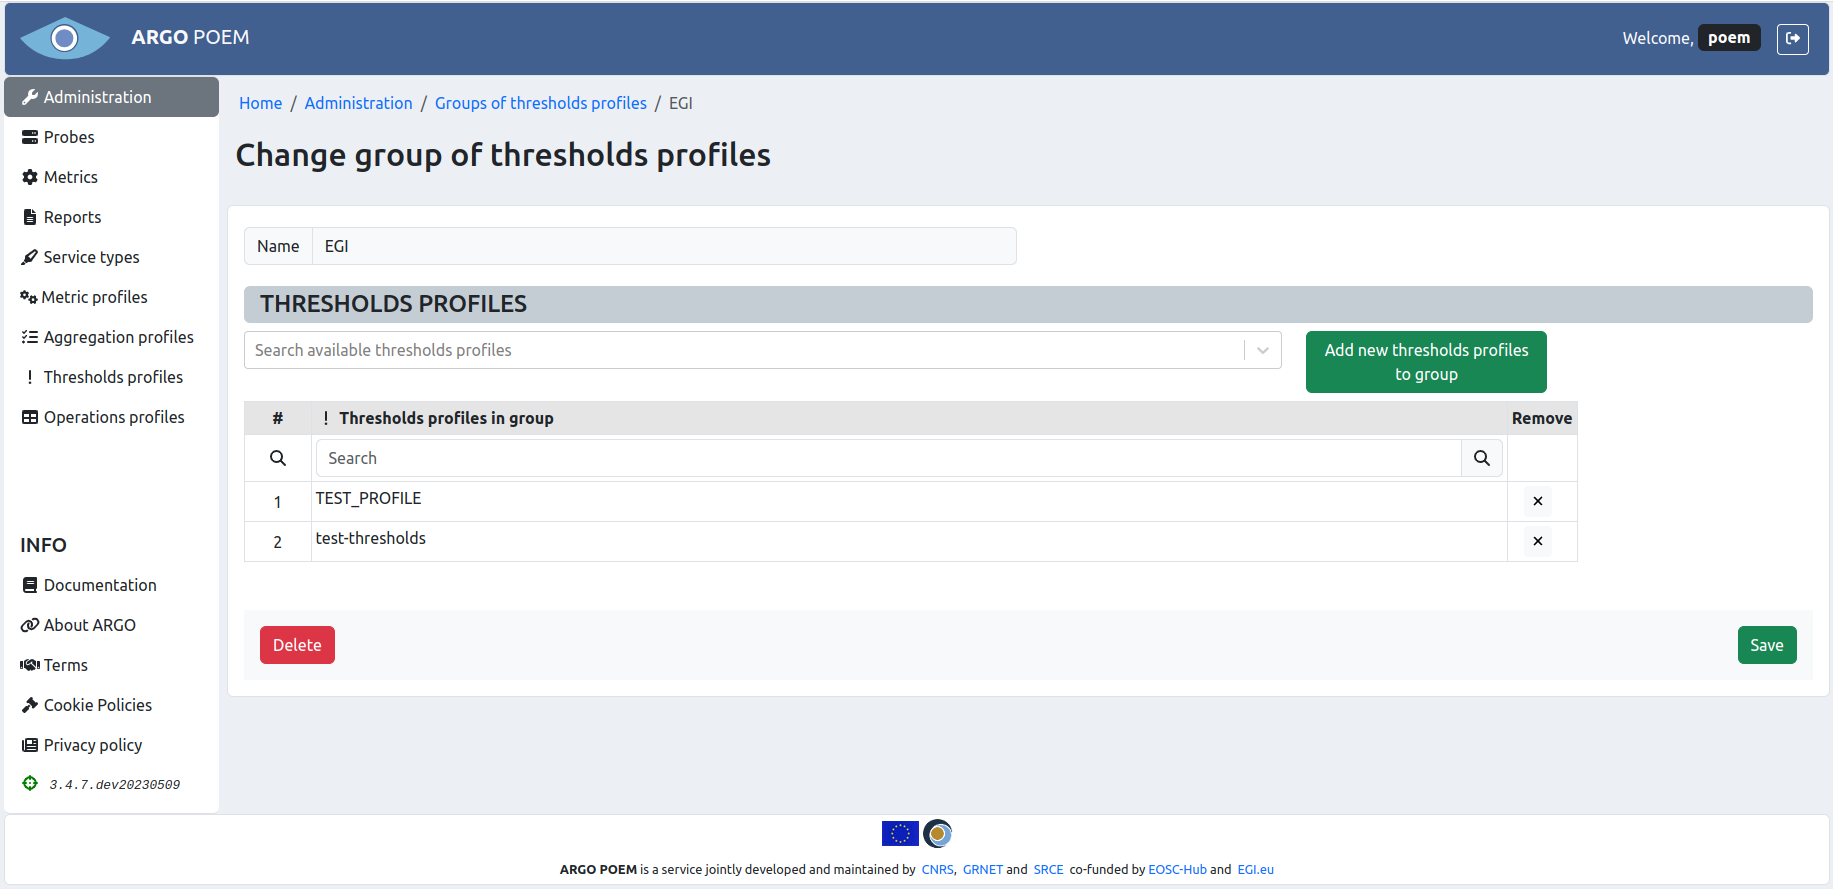 ARGO POEM
Welcome, poem
Administration
Probes
Metrics
Reports
Service types
Metric profiles
Aggregation profiles
! Thresholds profiles
Operations profiles
INFO
Documentation
About ARGO
Terms
Cookie Policies
Privacy policy
3.4.7.dev20230509
Home / Administration / Groups of thresholds profiles / EGI
Change group of thresholds profiles
Name EGI
THRESHOLDS PROFILES
Search available thresholds profiles
Add new thresholds profiles
to group
# ! Thresholds profiles in group Remove
Search
1 TEST_PROFILE
2 test-thresholds
Delete
Save
ARGO POEM is a service jointly developed and maintained by CNRS, GRNET and SRCE co-funded by EOSC-Hub and EGI.eu